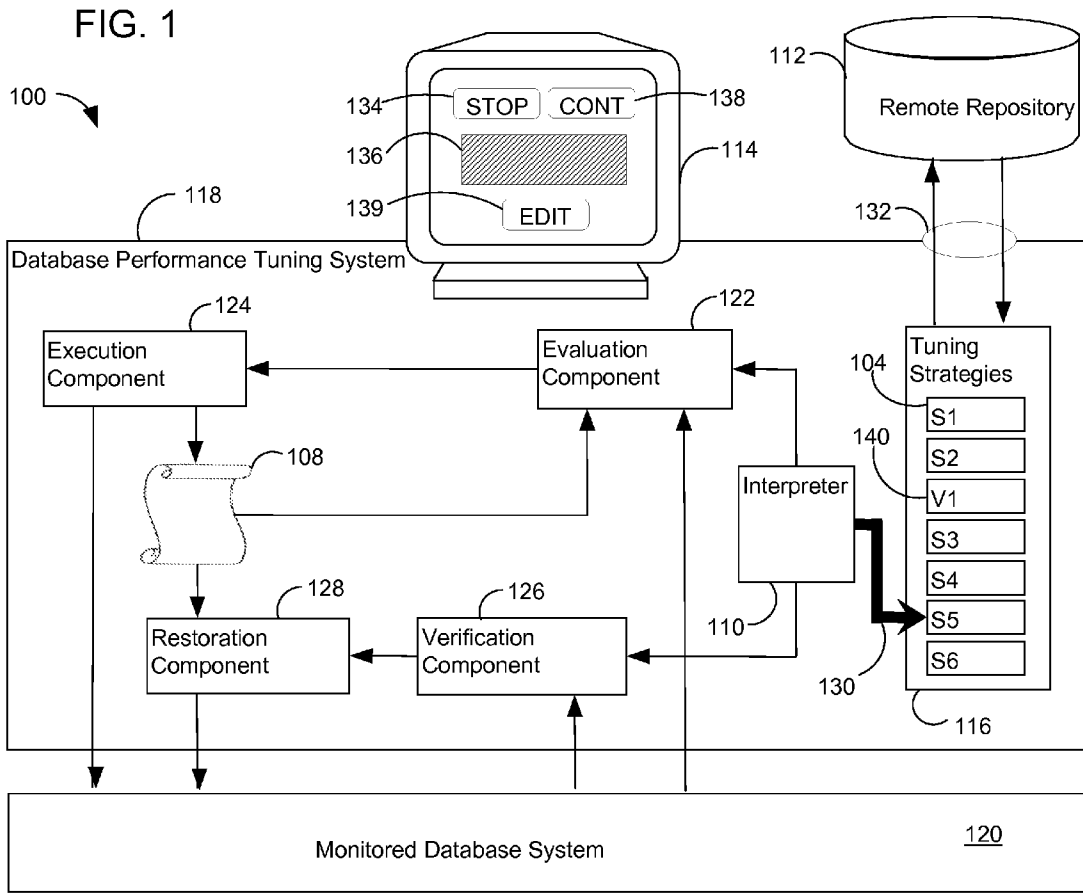 FIG. 1
100
112
Remote Repository
134
STOP
CONT
138
136
114
139
EDIT
118
132
Database Performance Tuning System
124
122
Execution
Component
Evaluation
Component
Tuning
Strategies
104
S1
S2
140
V1
108
Interpreter
S3
S4
128
126
110
S5
Restoration
Component
Verification
Component
S6
130
116
120
Monitored Database System